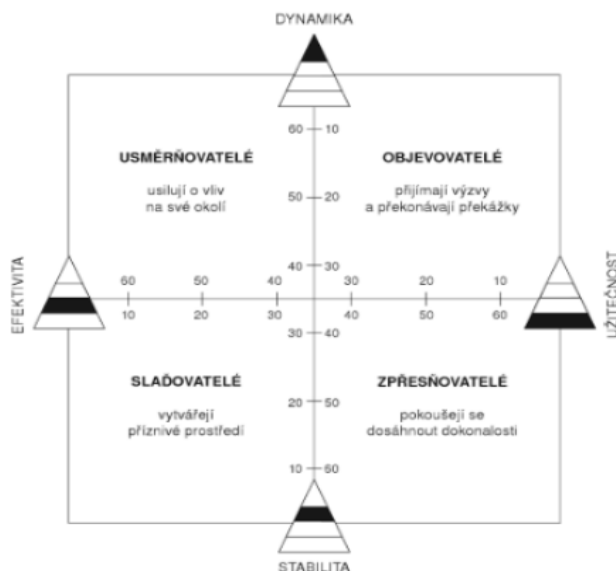 DYNAMIKA
60 10
USMĚRŇOVATELÉ
usilují o vliv
na své okolí
OBJEVOVATELÉ
přijímají výzvy
a překonávají překážky
50 20
EFEKTIVITA
UŽITEČNOST
40 30
60 50 40 30 20 10
10 20 30 40 50 60
30 40
SLAĎOVATELÉ
vytvářejí
příznivé prostředí
ZPŘESŇOVATELÉ
pokoušejí se
dosáhnout dokonalosti
20 50
10 60
STABILITA